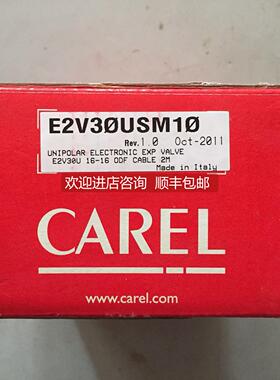 E2V3ØUSM1Ø
Rev.1.0 Oct-2011
UNIPOLAR ELECTRONIC EXP VALVE
E2V30U 16-16 ODF CABLE 2M
Made in Italy
欢迎进店咨询 顺丰包邮
CAREL
www.carel.com